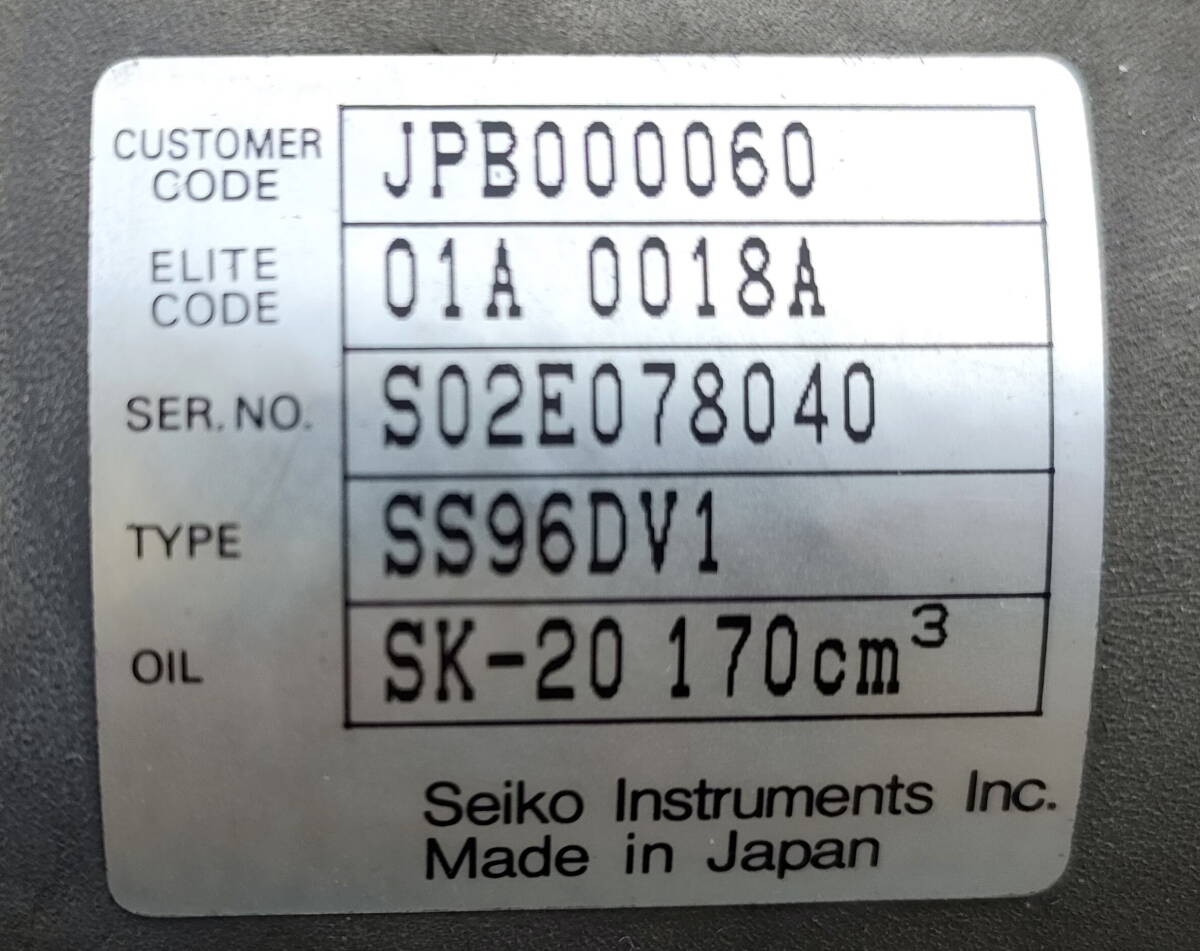 CUSTOMER CODE JPB000060
ELITE CODE 01A 0018A
SER. NO. S02E078040
TYPE SS96DV1
OIL SK-20 170cm³
Seiko Instruments Inc.
Made in Japan